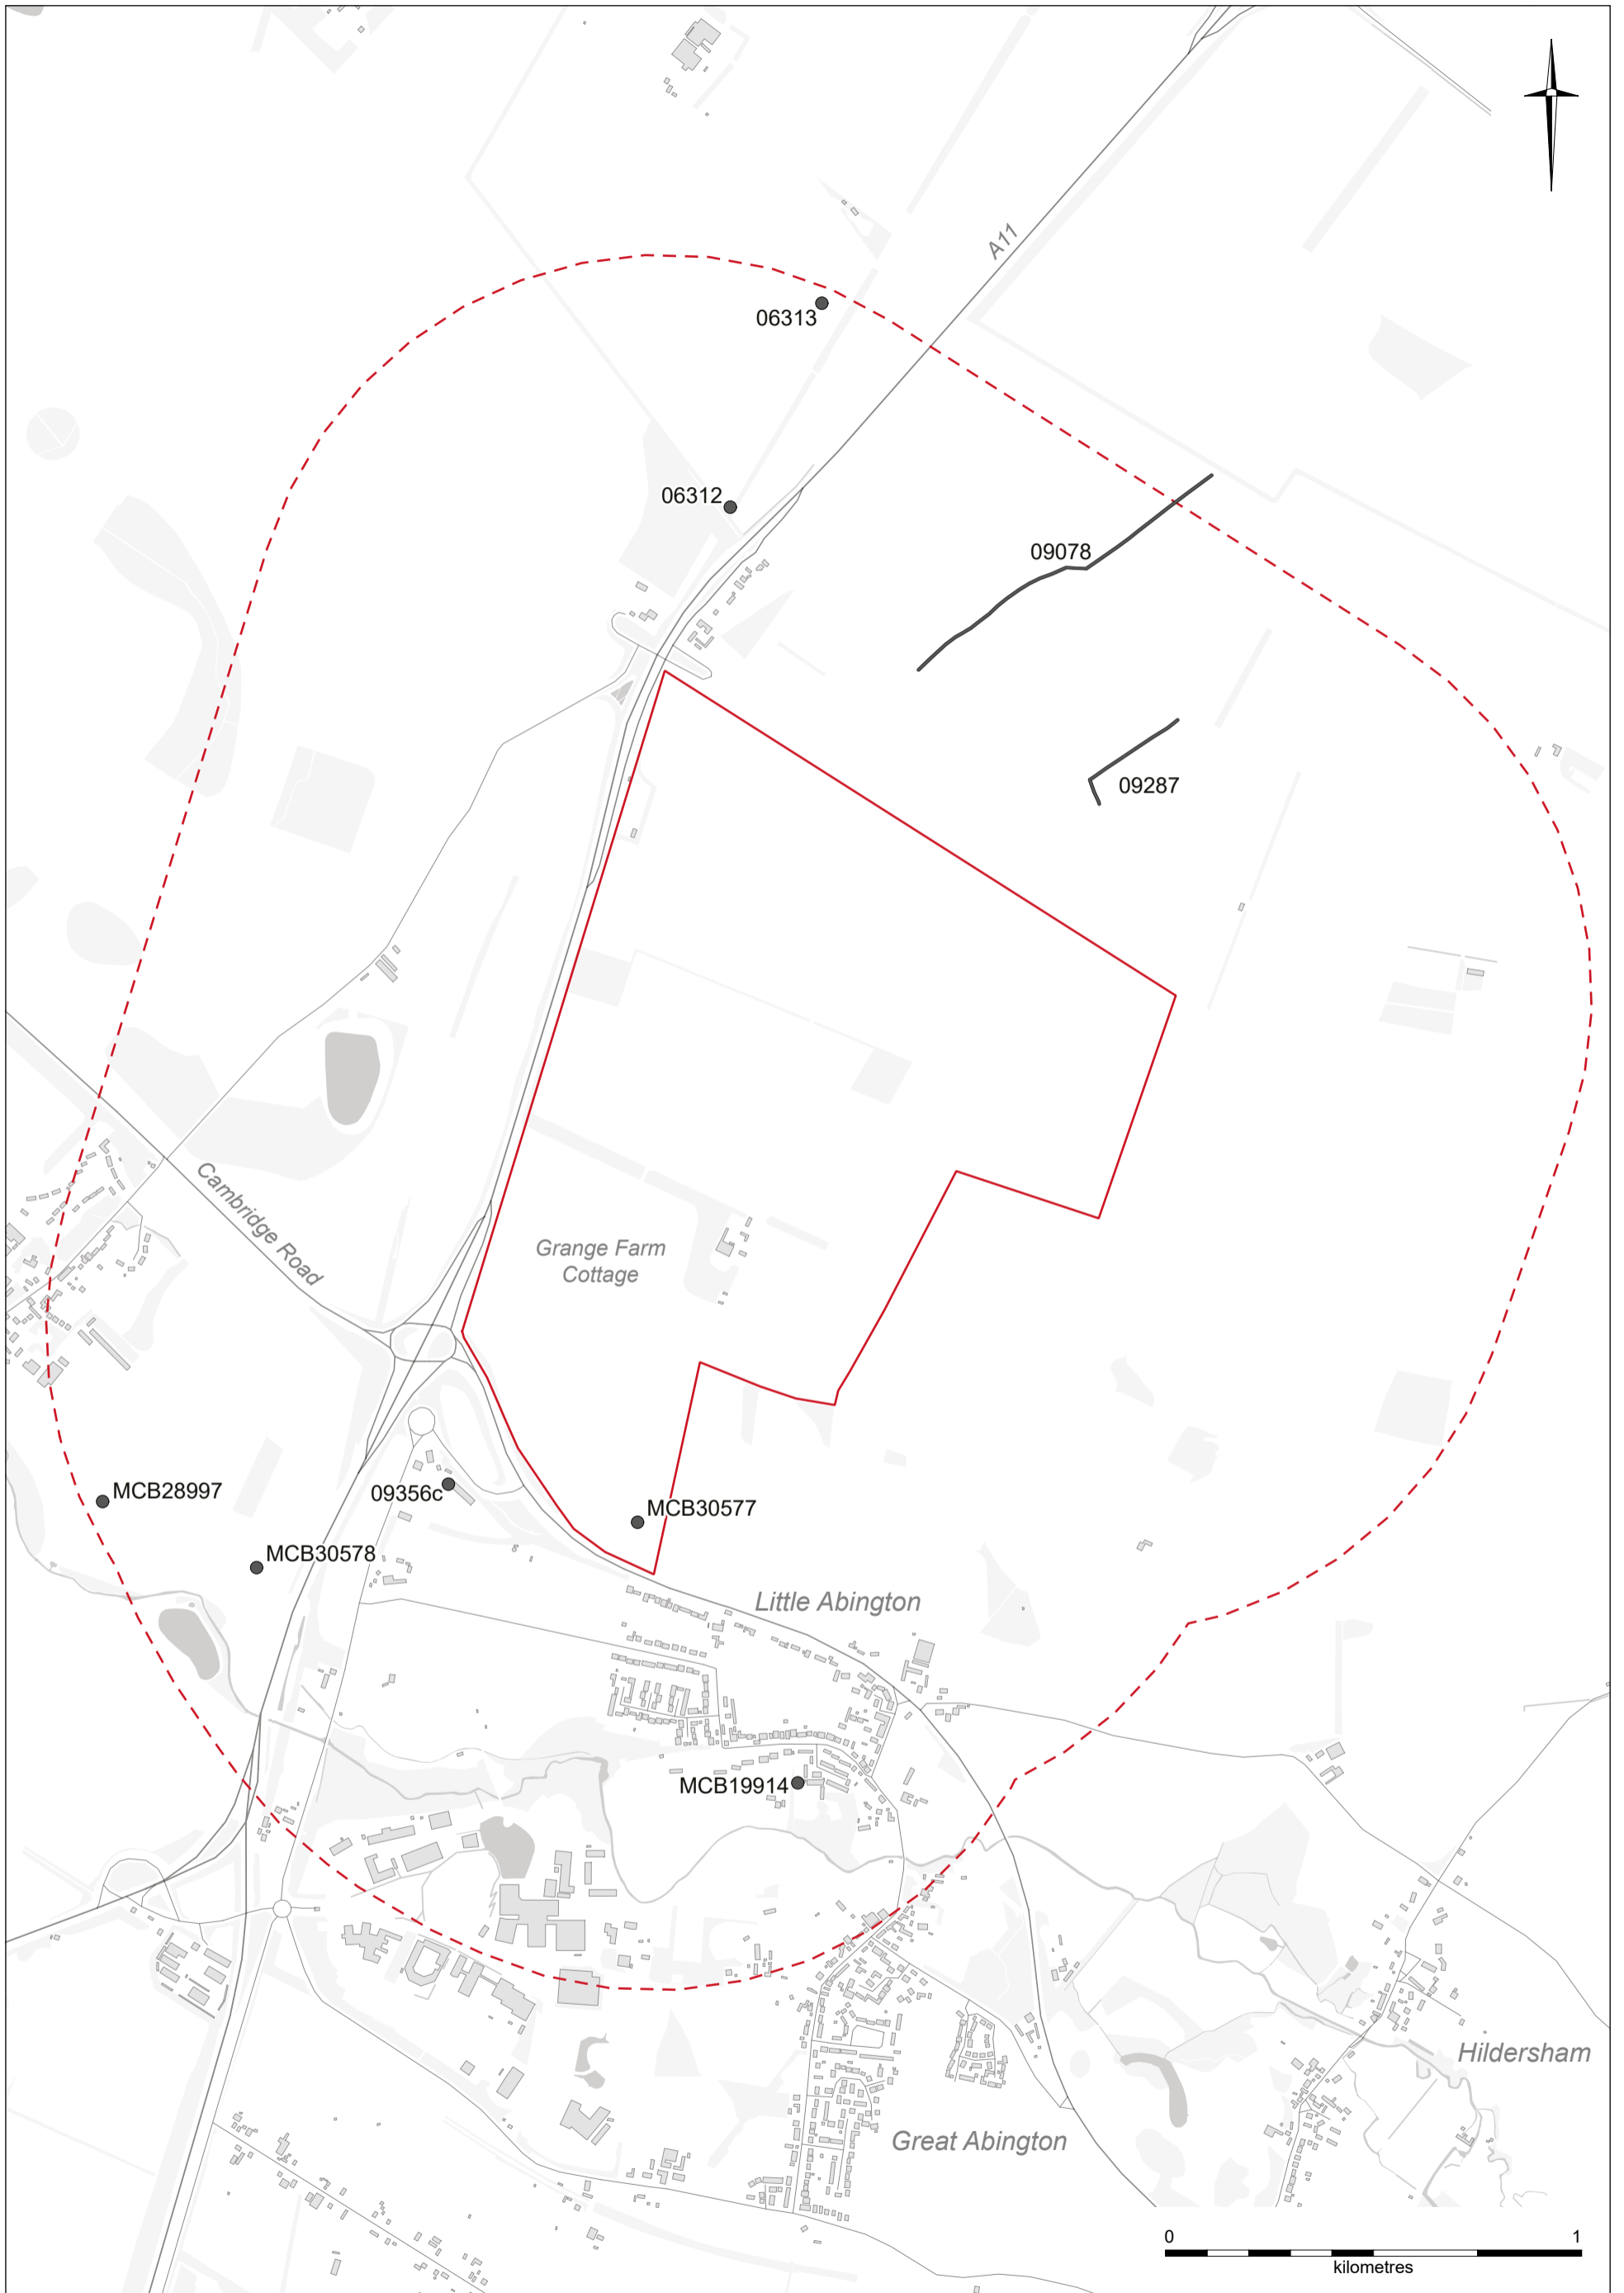 A11
06313
06312
09078
09287
Cambridge Road
Grange Farm
Cottage
MCB28997
09356c
MCB30577
MCB30578
Little Abington
MCB19914
Hildersham
Great Abington
0 1
kilometres